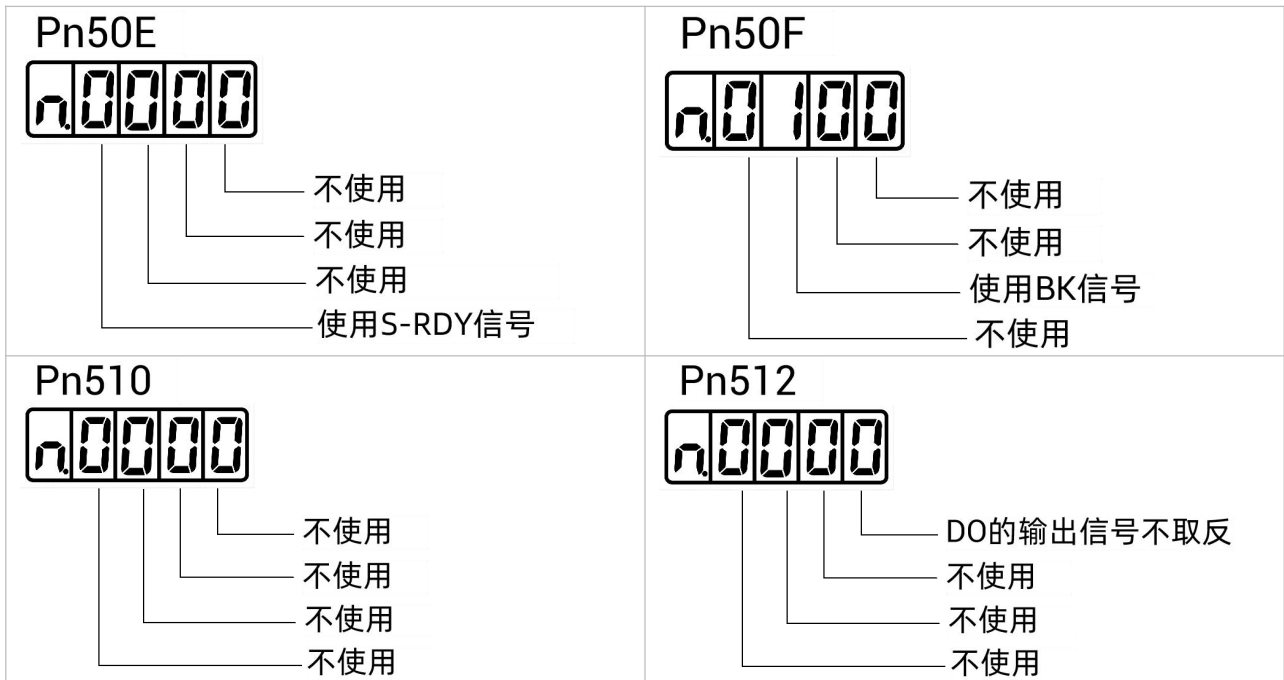 Pn50E
n.0000
不使用
不使用
不使用
使用S-RDY信号
Pn50F
n.0100
不使用
不使用
使用BK信号
不使用
Pn510
n.0000
不使用
不使用
不使用
不使用
Pn512
n.0000
DO的输出信号不取反
不使用
不使用
不使用